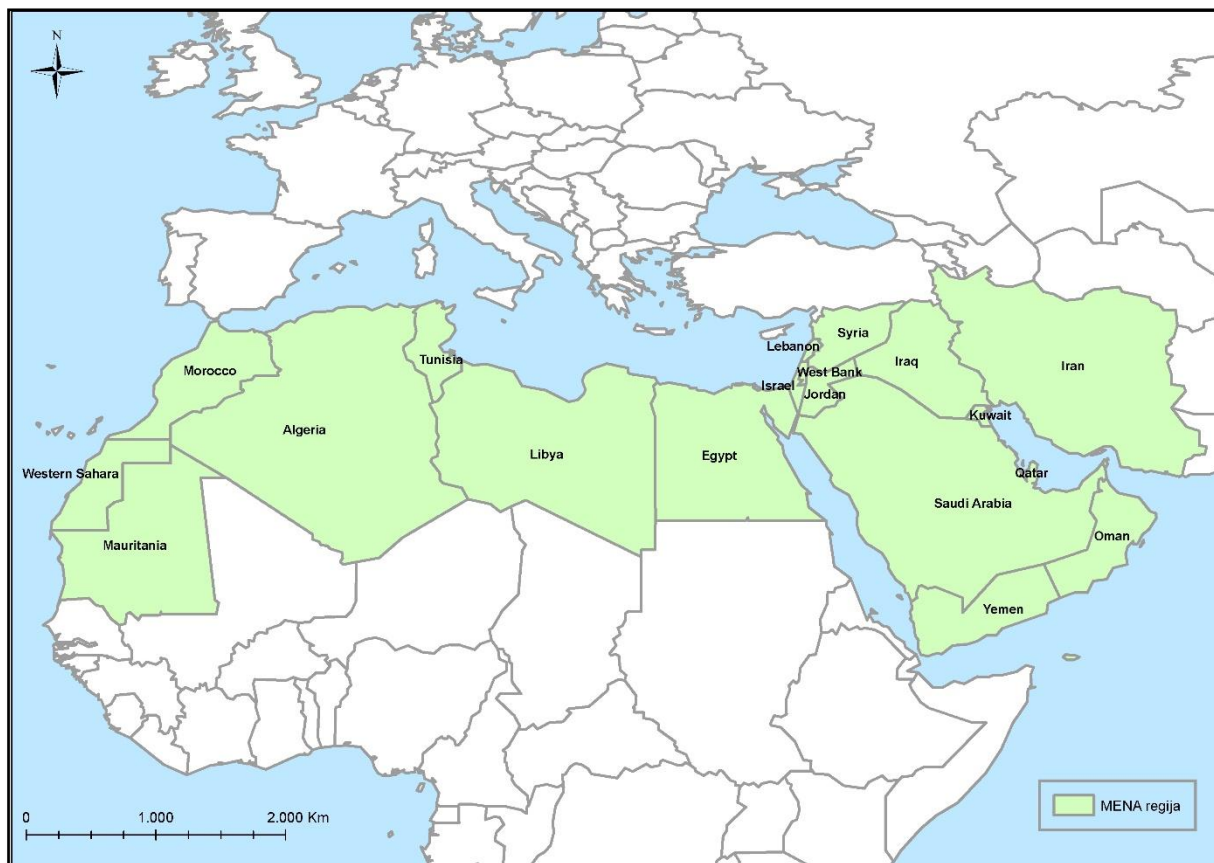 N
Lebanon
Syria
Tunisia
Morocco
West Bank
Iraq
Iran
Israel
Jordan
Kuwait
Algeria
Libya
Egypt
Western Sahara
Qatar
Saudi Arabia
Oman
Mauritania
Yemen
MENA regija
0 1.000 2.000 Km